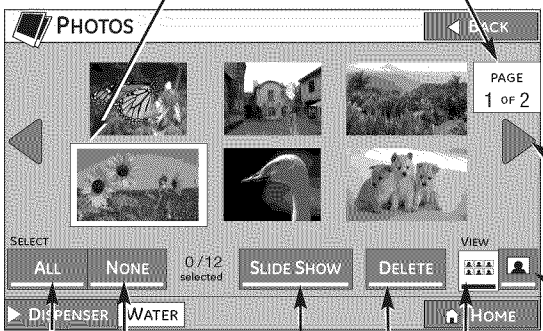 PHOTOS
BACK
PAGE
1 OF 2
SELECT
VIEW
ALL
NONE
0/12
selected
SLIDE SHOW
DELETE
DISPENSER
WATER
HOME